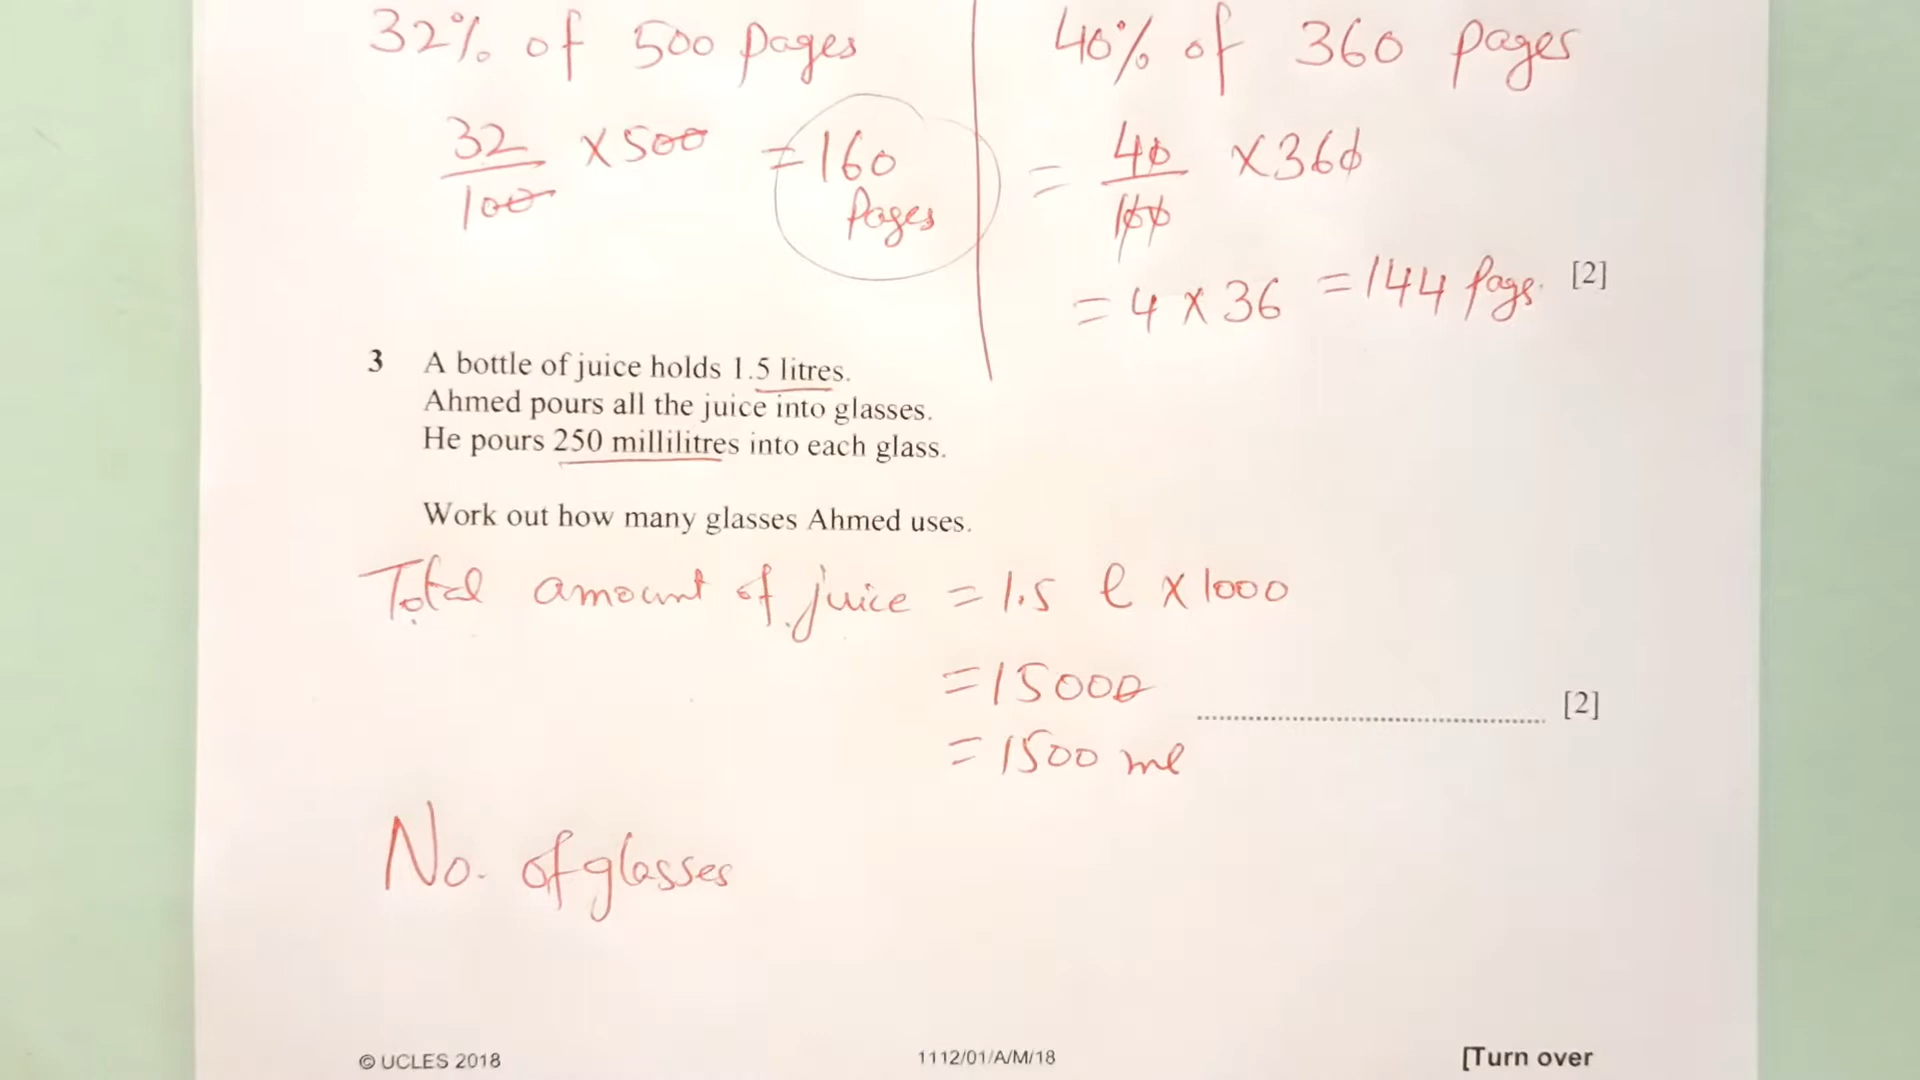 32% of 500 pages
32/100 × 500 = 160 Pages
40% of 360 pages
= 40/100 × 360
= 4 × 36 = 144 Pags. [2]
3 A bottle of juice holds 1.5 litres.
Ahmed pours all the juice into glasses.
He pours 250 millilitres into each glass.
Work out how many glasses Ahmed uses.
Total amount of juice = 1.5 l × 1000
= 15000
[2]
= 1500 ml
No. of glasses
© UCLES 2018 1112/01/A/M/18 [Turn over